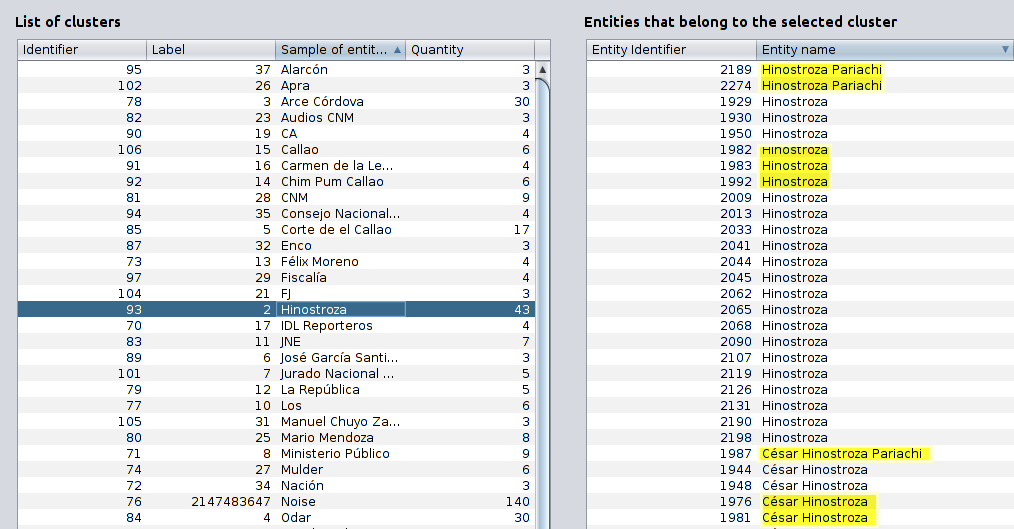 List of clusters
Identifier Label Sample of entit... Quantity
95 37 Alarcón 3
102 26 Apra 3
78 3 Arce Córdova 30
82 23 Audios CNM 3
90 19 CA 4
106 15 Callao 6
91 16 Carmen de la Le... 4
92 14 Chim Pum Callao 6
81 28 CNM 9
94 35 Consejo Nacional... 4
85 5 Corte de el Callao 17
87 32 Enco 3
73 13 Félix Moreno 4
97 29 Fiscalía 4
104 21 FJ 3
93 2 Hinostroza 43
70 17 IDL Reporteros 4
83 11 JNE 7
89 6 José García Santi... 3
101 7 Jurado Nacional ... 5
79 12 La República 5
77 10 Los 6
105 31 Manuel Chuyo Za... 3
80 25 Mario Mendoza 8
71 8 Ministerio Público 9
74 27 Mulder 6
72 34 Nación 3
76 2147483647 Noise 140
84 4 Odar 30
Entities that belong to the selected cluster
Entity Identifier Entity name
2189 Hinostroza Pariachi
2274 Hinostroza Pariachi
1929 Hinostroza
1930 Hinostroza
1950 Hinostroza
1982 Hinostroza
1983 Hinostroza
1992 Hinostroza
2009 Hinostroza
2013 Hinostroza
2033 Hinostroza
2041 Hinostroza
2044 Hinostroza
2045 Hinostroza
2062 Hinostroza
2065 Hinostroza
2068 Hinostroza
2090 Hinostroza
2107 Hinostroza
2119 Hinostroza
2126 Hinostroza
2131 Hinostroza
2190 Hinostroza
2198 Hinostroza
1987 César Hinostroza Pariachi
1944 César Hinostroza
1948 César Hinostroza
1976 César Hinostroza
1981 César Hinostroza